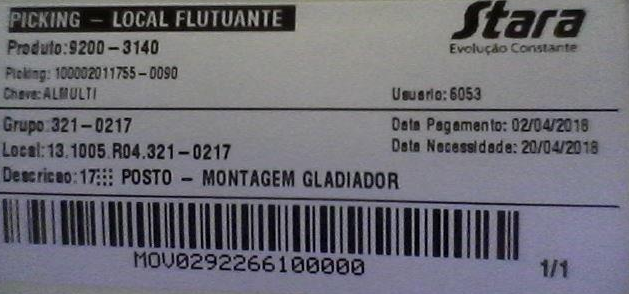 PICKING – LOCAL FLUTUANTE
Stara
Evolução Constante
Produto:9200-3140
Picking: 100002011755-0090
Chave:ALMULTI
Usuario: 6053
Grupo:321-0217
Data Pagamento: 02/04/2018
Local:13.1005.R04.321-0217
Data Necessidade: 20/04/2018
Descricao:17::: POSTO – MONTAGEM GLADIADOR
MOV0292266100000
1/1